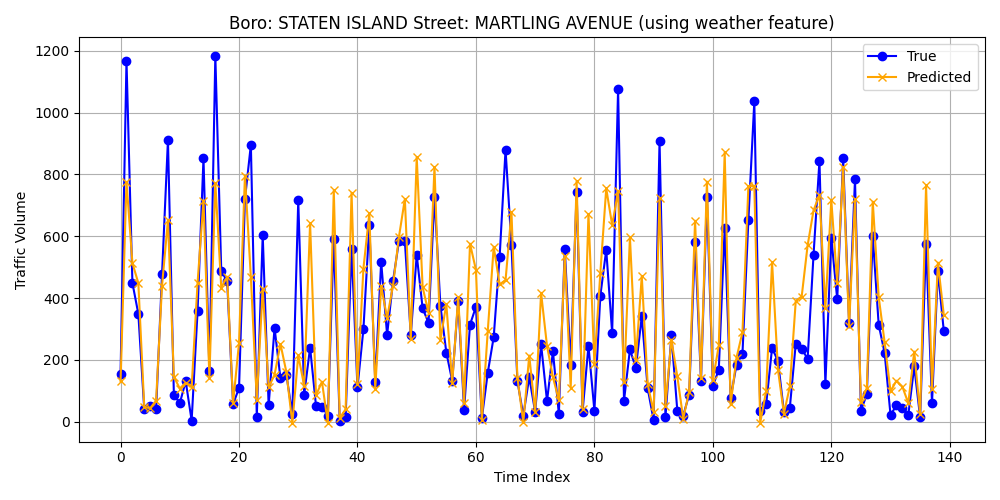 Boro: STATEN ISLAND Street: MARTLING AVENUE (using weather feature)
True
Predicted
Traffic Volume
1200
1000
800
600
400
200
0
0 20 40 60 80 100 120 140
Time Index